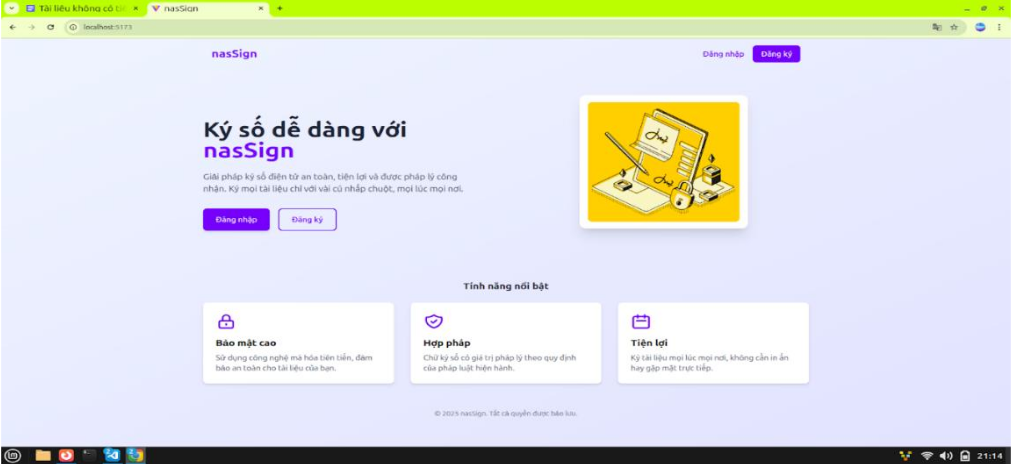 Tài liệu không có ti
nasSign
localhost:5173
nasSign
Đăng nhập
Đăng ký
Ký số dễ dàng với
nasSign
Giải pháp ký số điện tử an toàn, tiện lợi và được pháp lý công
nhận. Ký mọi tài liệu chỉ với vài cú nhấp chuột, mọi lúc mọi nơi.
Đăng nhập
Đăng ký
Tính năng nổi bật
Bảo mật cao
Sử dụng công nghệ mã hóa tiên tiến, đảm
bảo an toàn cho tài liệu của bạn.
Hợp pháp
Chữ ký số có giá trị pháp lý theo quy định
của pháp luật hiện hành.
Tiện lợi
Ký tài liệu mọi lúc mọi nơi, không cần in ấn
hay gặp mặt trực tiếp.
© 2025 nasSign. Tất cả quyền được bảo lưu.
21:14